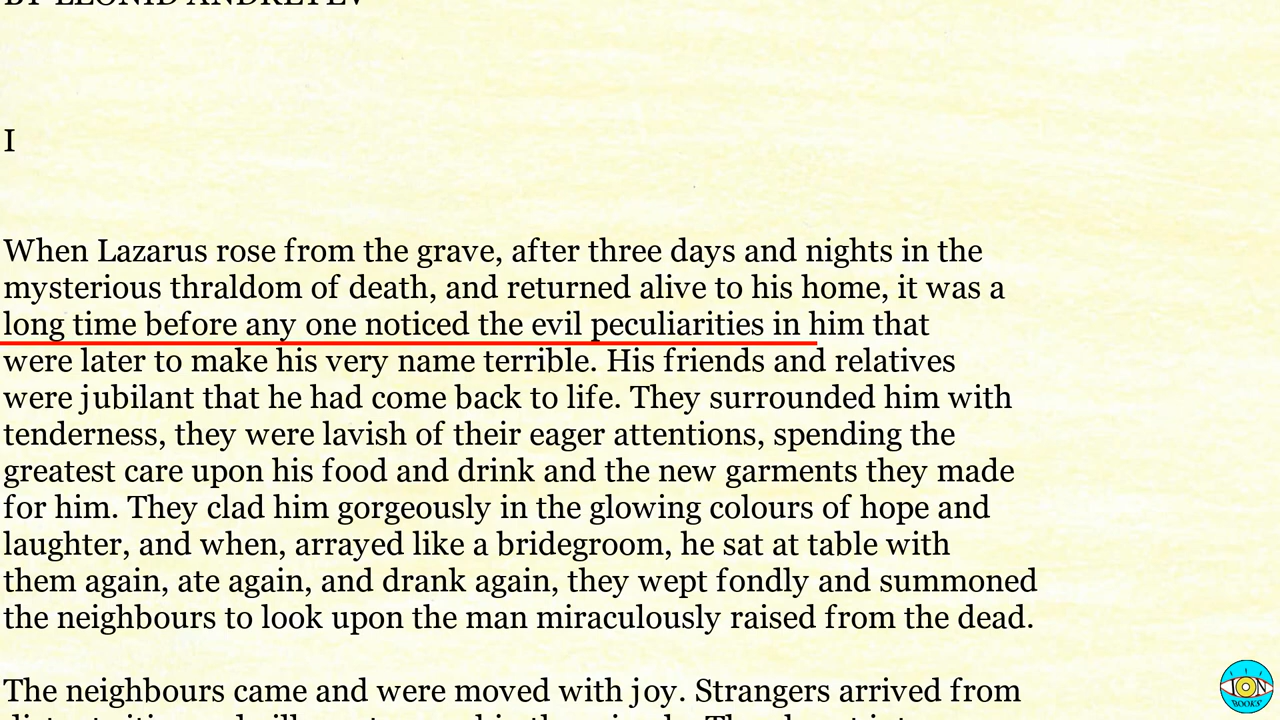 BY LEONID ANDREYEV
I
When Lazarus rose from the grave, after three days and nights in the
mysterious thraldom of death, and returned alive to his home, it was a
long time before any one noticed the evil peculiarities in him that
were later to make his very name terrible. His friends and relatives
were jubilant that he had come back to life. They surrounded him with
tenderness, they were lavish of their eager attentions, spending the
greatest care upon his food and drink and the new garments they made
for him. They clad him gorgeously in the glowing colours of hope and
laughter, and when, arrayed like a bridegroom, he sat at table with
them again, ate again, and drank again, they wept fondly and summoned
the neighbours to look upon the man miraculously raised from the dead.
The neighbours came and were moved with joy. Strangers arrived from
I
ION
BOOKS